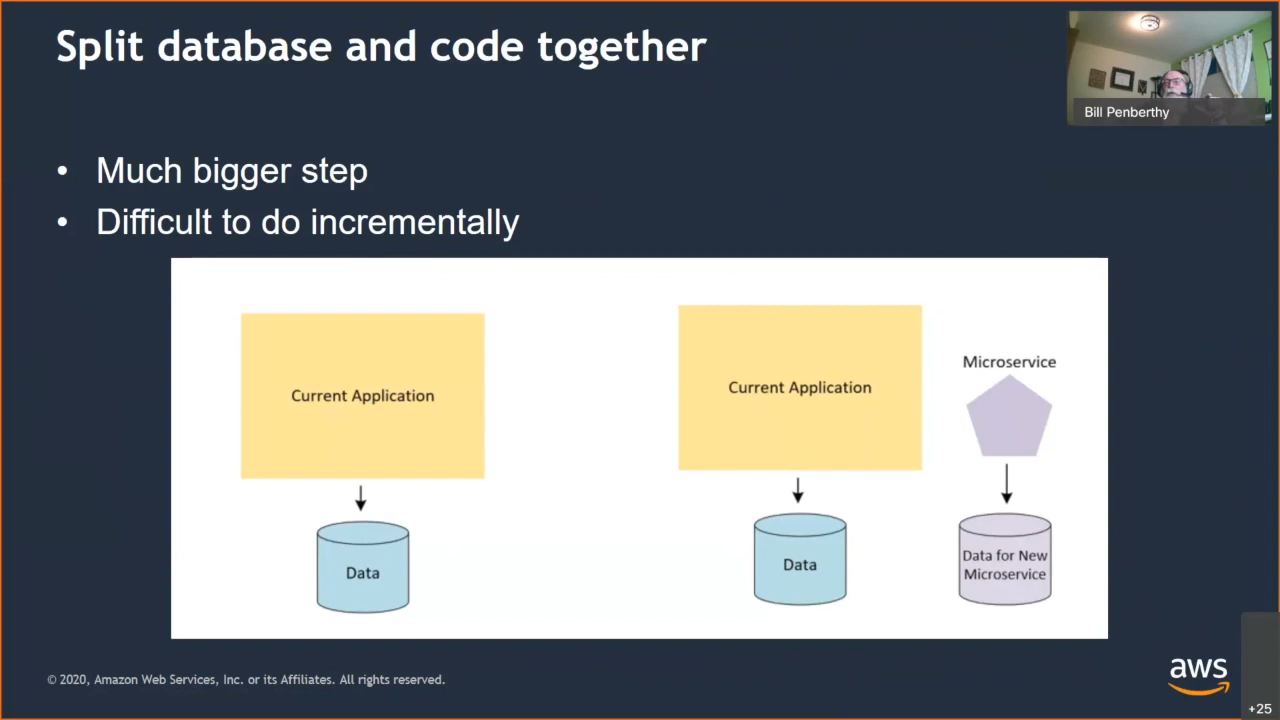 Split database and code together
Bill Penberthy
• Much bigger step
• Difficult to do incrementally
Current Application
Data
Current Application
Data
Microservice
Data for New
Microservice
© 2020, Amazon Web Services, Inc. or its Affiliates. All rights reserved.
aws
+25